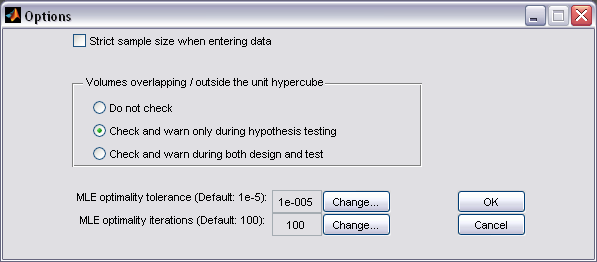 Options
Strict sample size when entering data
Volumes overlapping / outside the unit hypercube
Do not check
Check and warn only during hypothesis testing
Check and warn during both design and test
MLE optimality tolerance (Default: 1e-5): 1e-005 Change... OK
MLE optimality iterations (Default: 100): 100 Change... Cancel